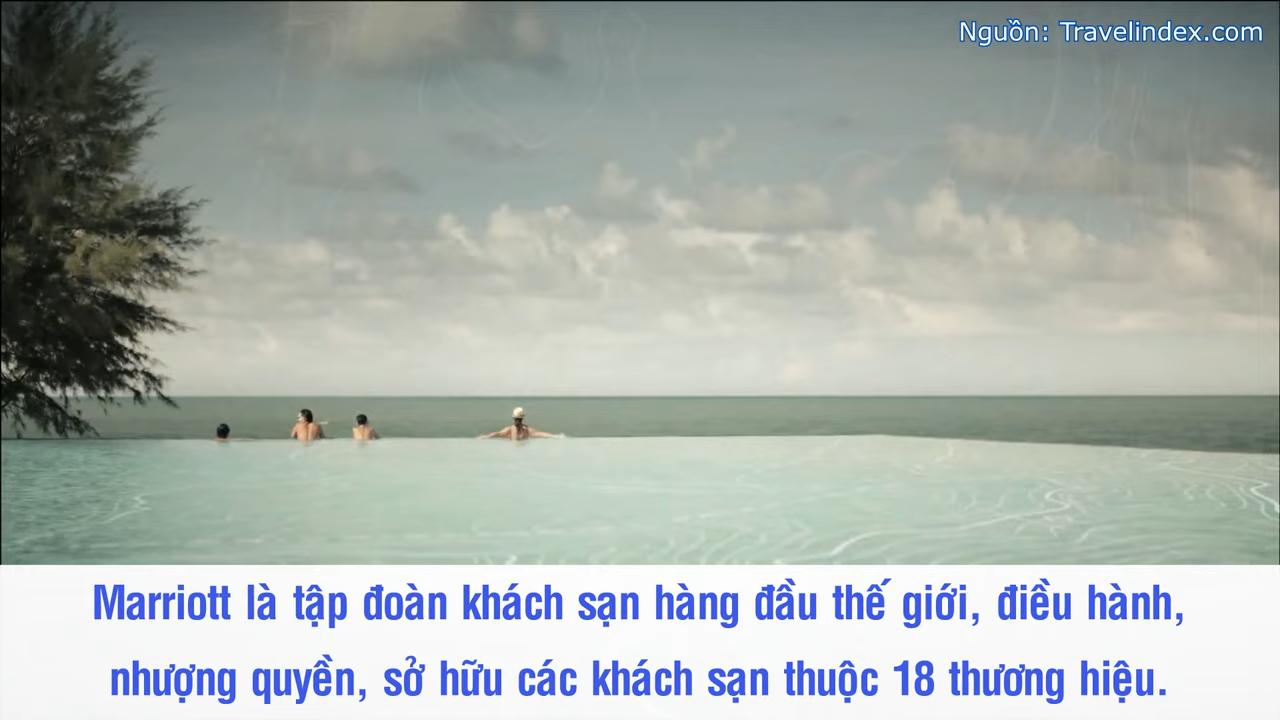 Nguồn: Travelindex.com
Marriott là tập đoàn khách sạn hàng đầu thế giới, điều hành,
nhượng quyền, sở hữu các khách sạn thuộc 18 thương hiệu.